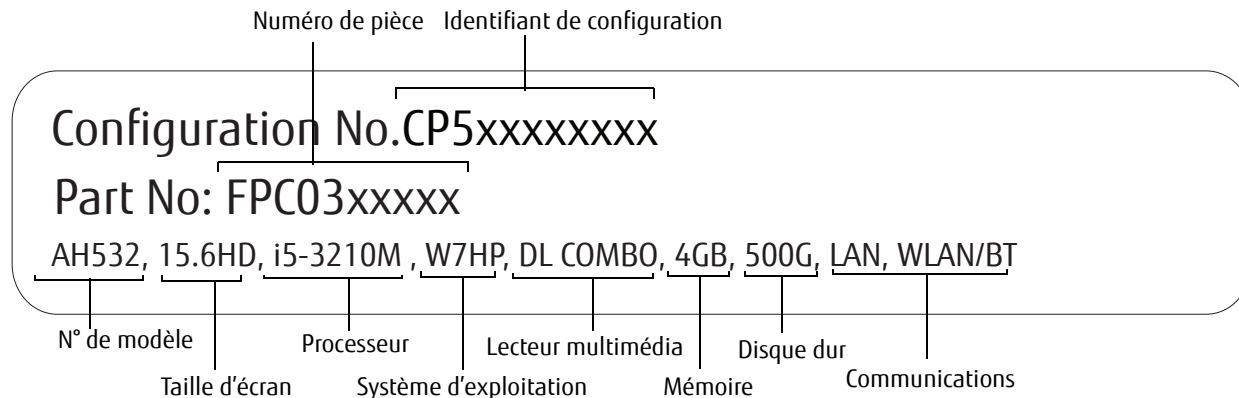 Numéro de pièce Identifiant de configuration
Configuration No.CP5xxxxxxxx
Part No: FPC03xxxxx
AH532, 15.6HD, i5-3210M , W7HP, DL COMBO, 4GB, 500G, LAN, WLAN/BT
N° de modèle Processeur Lecteur multimédia Disque dur
Taille d'écran Système d'exploitation Mémoire Communications